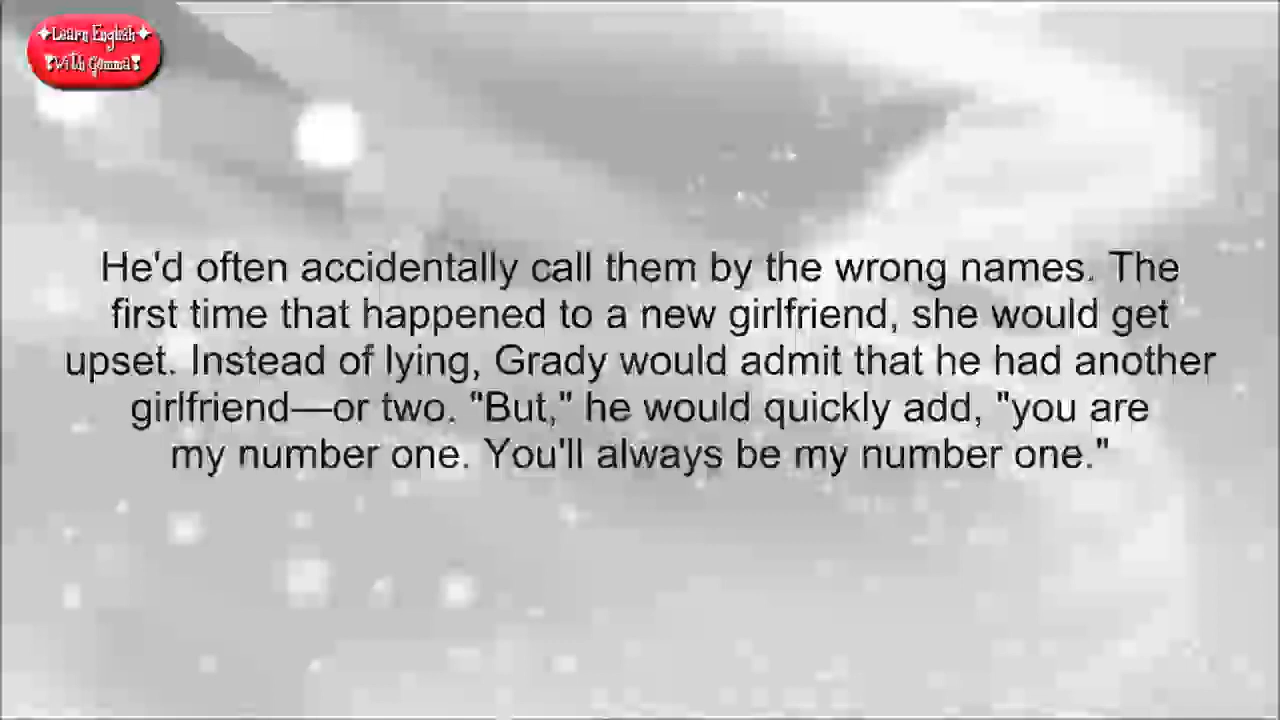 ✦Learn English✦
❣With Gemma❣
He'd often accidentally call them by the wrong names. The
first time that happened to a new girlfriend, she would get
upset. Instead of lying, Grady would admit that he had another
girlfriend—or two. "But," he would quickly add, "you are
my number one. You'll always be my number one."